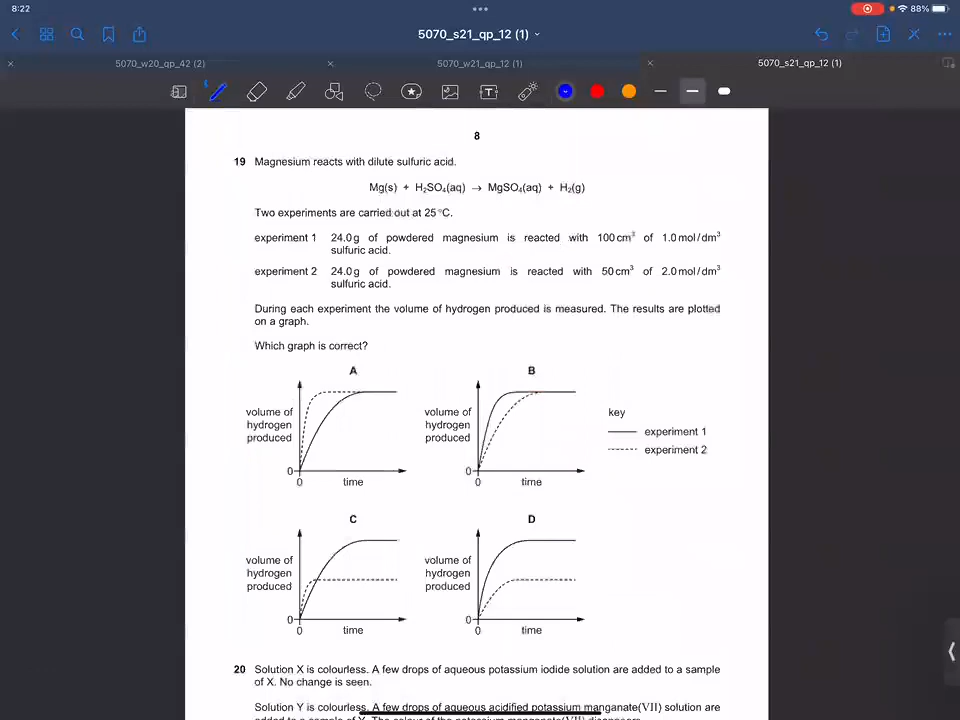 8:22
88%
5070_s21_qp_12 (1)
5070_w20_qp_42 (2)
5070_w21_qp_12 (1)
5070_s21_qp_12 (1)
8
19 Magnesium reacts with dilute sulfuric acid.
Mg(s) + H₂SO₄(aq) → MgSO₄(aq) + H₂(g)
Two experiments are carried out at 25 °C.
experiment 1 24.0 g of powdered magnesium is reacted with 100 cm³ of 1.0 mol/dm³
sulfuric acid.
experiment 2 24.0 g of powdered magnesium is reacted with 50 cm³ of 2.0 mol/dm³
sulfuric acid.
During each experiment the volume of hydrogen produced is measured. The results are plotted
on a graph.
Which graph is correct?
A
volume of
hydrogen
produced
0
0
time
B
volume of
hydrogen
produced
0
0
time
key
experiment 1
experiment 2
C
volume of
hydrogen
produced
0
0
time
D
volume of
hydrogen
produced
0
0
time
20 Solution X is colourless. A few drops of aqueous potassium iodide solution are added to a sample
of X. No change is seen.
Solution Y is colourless. A few drops of aqueous acidified potassium manganate(VII) solution are